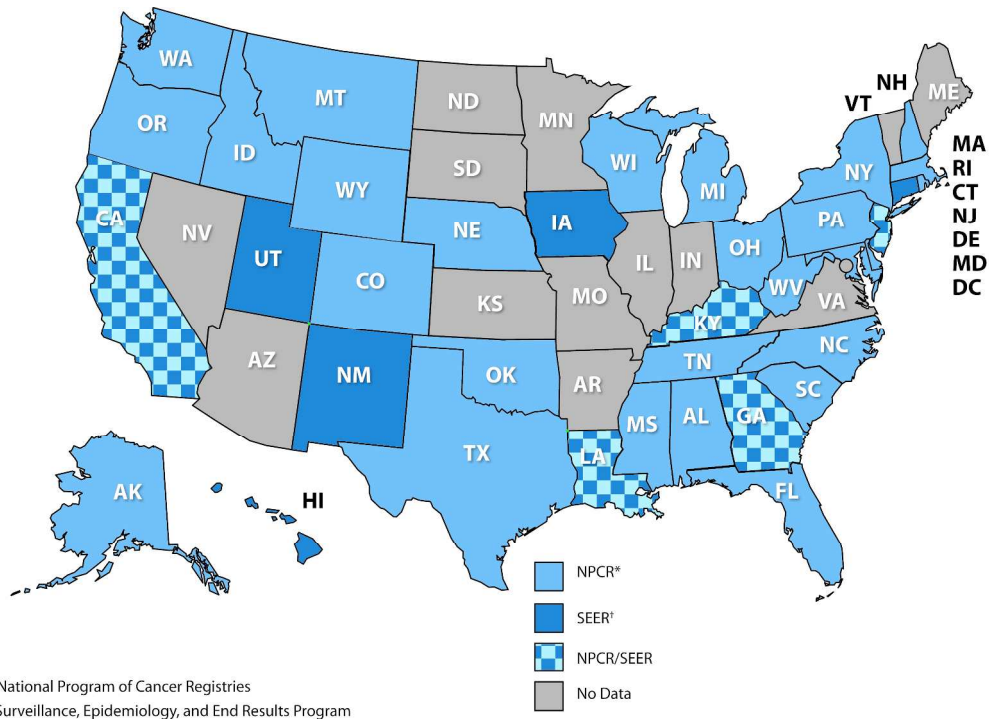 WA
MT
ND
MN
NH
ME
VT
OR
ID
SD
WI
MI
NY
MA
RI
CT
NJ
DE
MD
DC
WY
NE
IA
PA
CA
NV
UT
CO
KS
MO
IL
IN
OH
WV
VA
KY
AZ
NM
OK
AR
TN
NC
SC
TX
LA
MS
AL
GA
FL
AK
HI
NPCR*
SEER†
NPCR/SEER
No Data
National Program of Cancer Registries
Surveillance, Epidemiology, and End Results Program